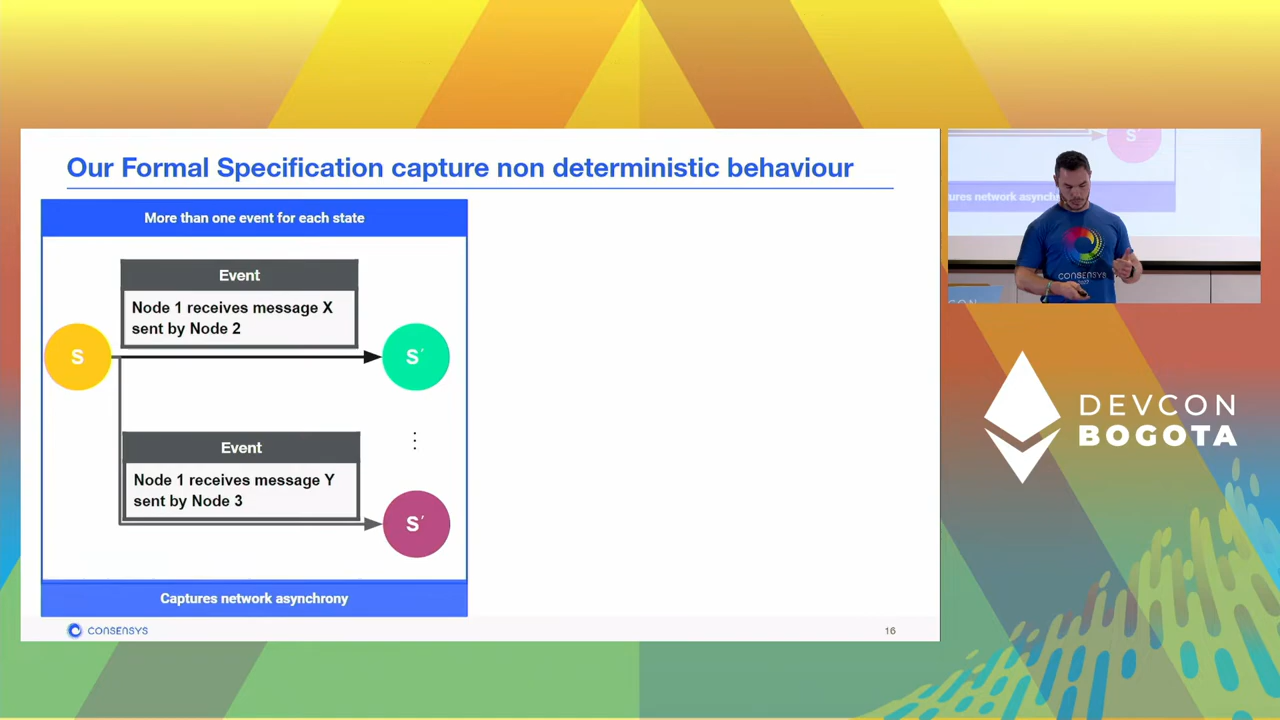 Our Formal Specification capture non deterministic behaviour
More than one event for each state
Event
Node 1 receives message X
sent by Node 2
S
S´
Event
Node 1 receives message Y
sent by Node 3
S´
Captures network asynchrony
CONSENSYS
16
S´
ures network asynch
CONSENSYS
DEVCON
BOGOTA